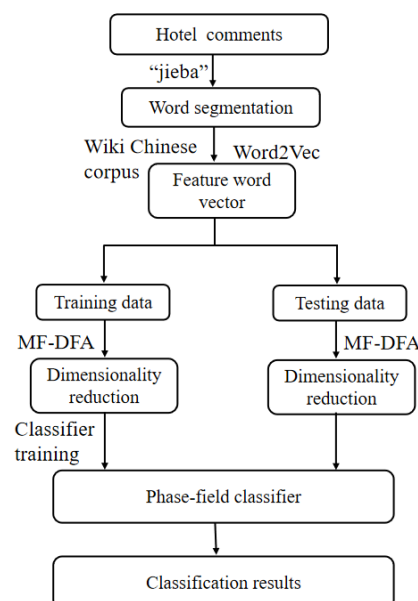 Hotel comments
“jieba”
Word segmentation
Wiki Chinese
corpus
Word2Vec
Feature word
vector
Training data
Testing data
MF-DFA
MF-DFA
Dimensionality
reduction
Dimensionality
reduction
Classifier
training
Phase-field classifier
Classification results